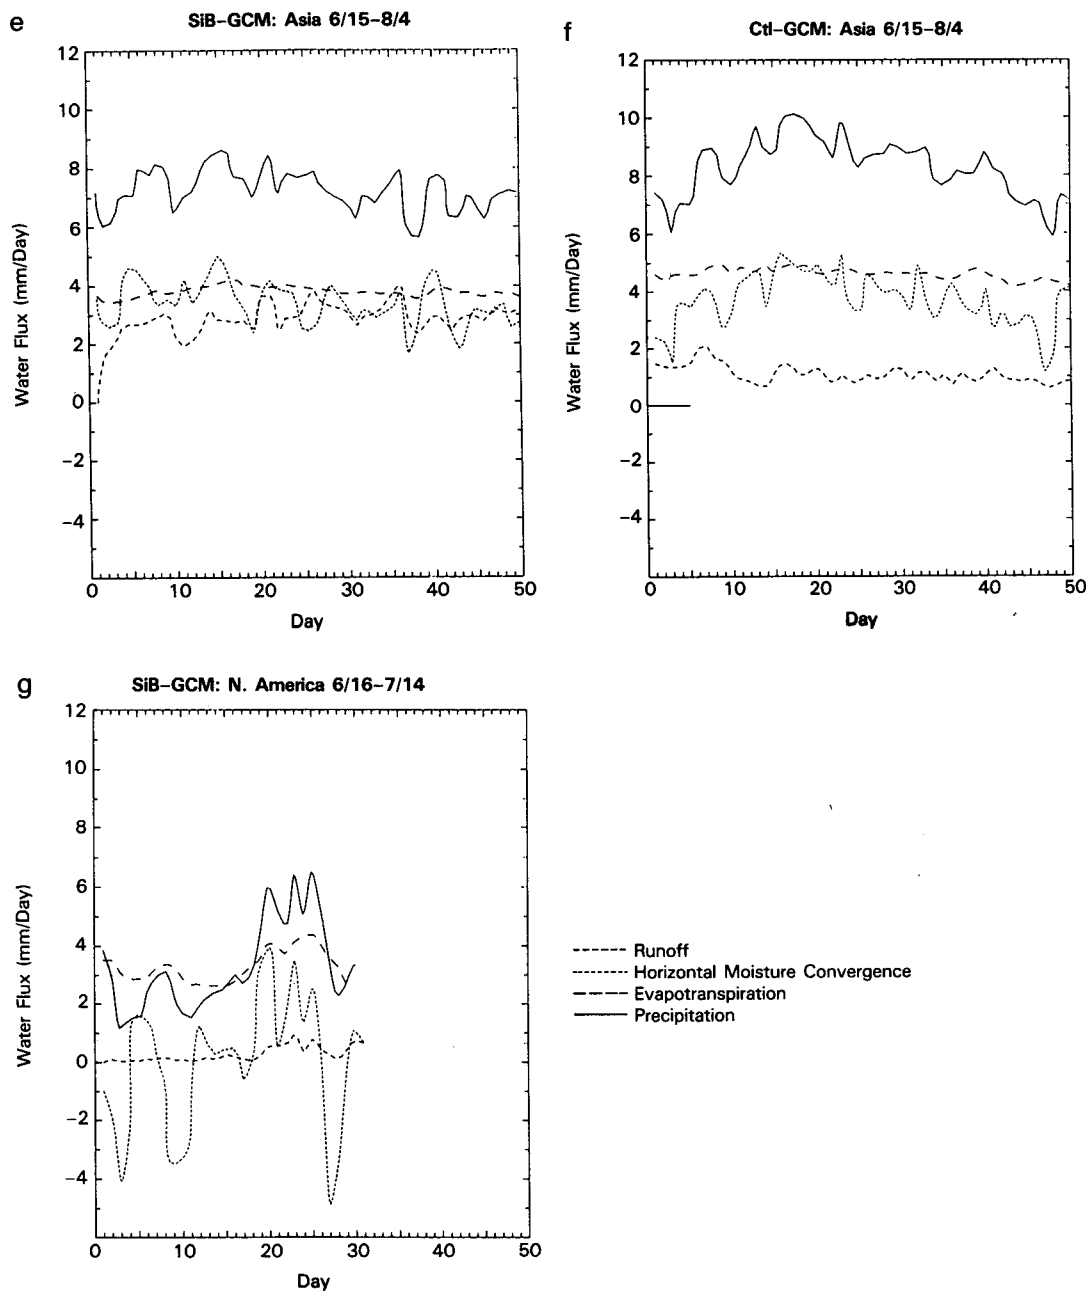 e
SiB–GCM: Asia 6/15–8/4
12
10
8
6
4
2
0
–2
–4
Water Flux (mm/Day)
0 10 20 30 40 50
Day
f
Ctl–GCM: Asia 6/15–8/4
12
10
8
6
4
2
0
–2
–4
Water Flux (mm/Day)
0 10 20 30 40 50
Day
g
SiB–GCM: N. America 6/16–7/14
12
10
8
6
4
2
0
–2
–4
Water Flux (mm/Day)
0 10 20 30 40 50
Day
Runoff
Horizontal Moisture Convergence
Evapotranspiration
Precipitation